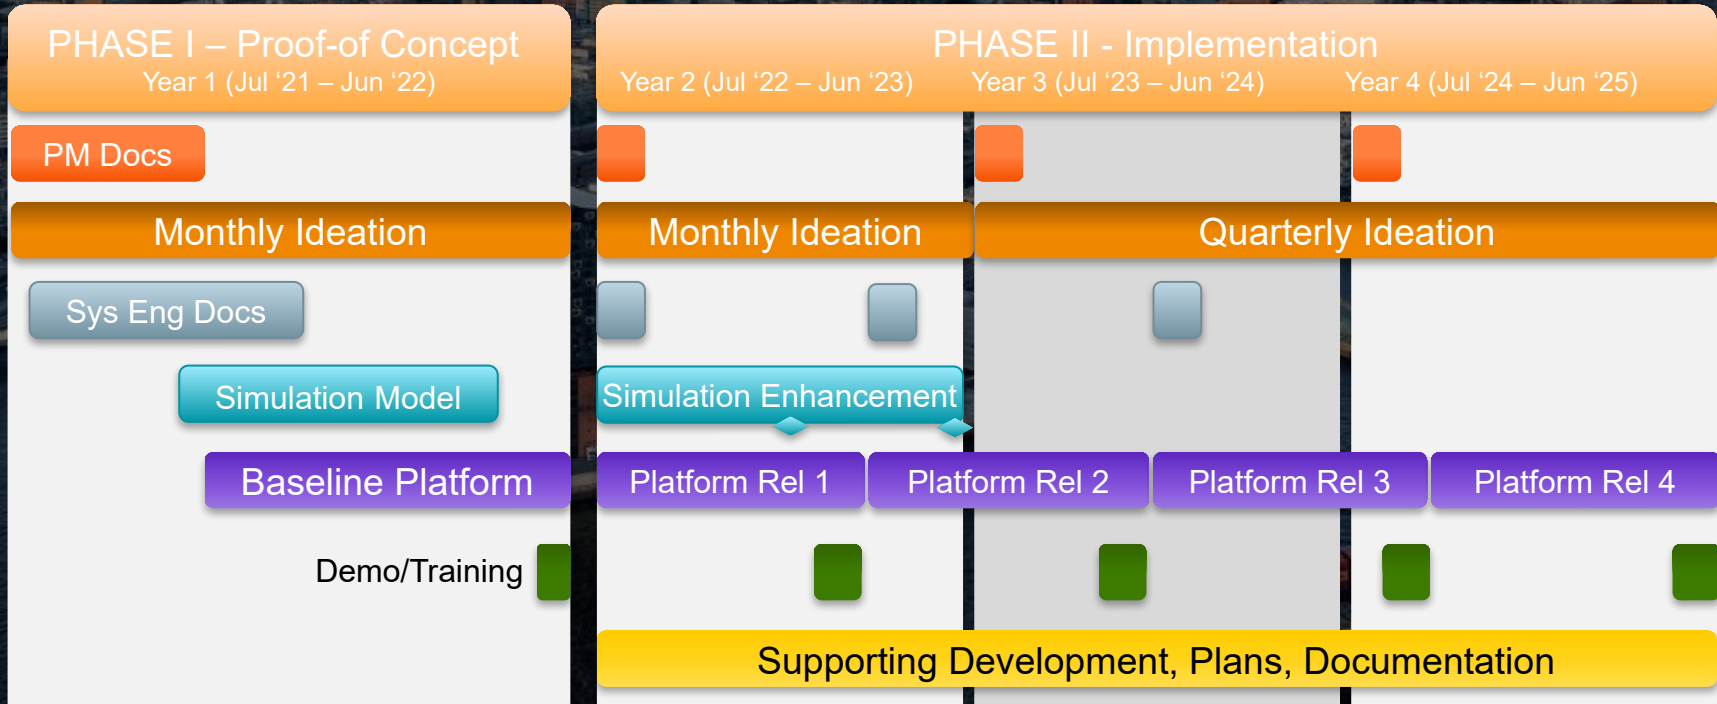 PHASE I – Proof-of Concept
Year 1 (Jul ‘21 – Jun ‘22)
PHASE II - Implementation
Year 2 (Jul ‘22 – Jun ‘23)
Year 3 (Jul ‘23 – Jun ‘24)
Year 4 (Jul ‘24 – Jun ‘25)
PM Docs
Monthly Ideation
Monthly Ideation
Quarterly Ideation
Sys Eng Docs
Simulation Model
Simulation Enhancement
Baseline Platform
Platform Rel 1
Platform Rel 2
Platform Rel 3
Platform Rel 4
Demo/Training
Supporting Development, Plans, Documentation